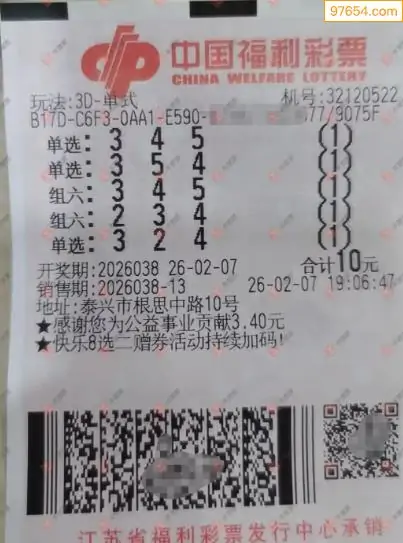 97654.com
中国福利彩票
CHINA WELFARE LOTTERY
玩法:3D-单式 机号:32120522
B17D-C6F3-0AA1-E590- 077/9075F
单选: 3 4 5 (1)
单选: 3 5 4 (1)
组六: 3 4 5 (1)
组六: 2 3 4 (1)
单选: 3 2 4 (1)
开奖期:2026038 26-02-07 合计10元
销售期:2026038-13 26-02-07 19:06:47
地址:泰兴市根思中路10号
★感谢您为公益事业贡献3.40元
★快乐8选二赠券活动持续加码!
江苏省福利彩票发行中心承销